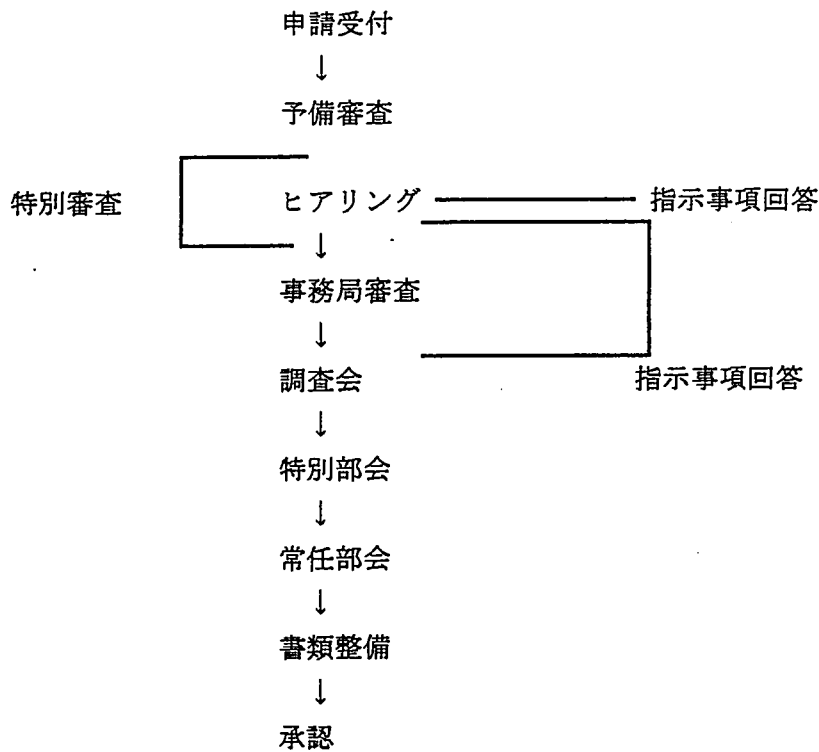 申請受付
↓
予備審査
特別審査 ヒアリング 指示事項回答
↓
事務局審査
↓
調査会 指示事項回答
↓
特別部会
↓
常任部会
↓
書類整備
↓
承認